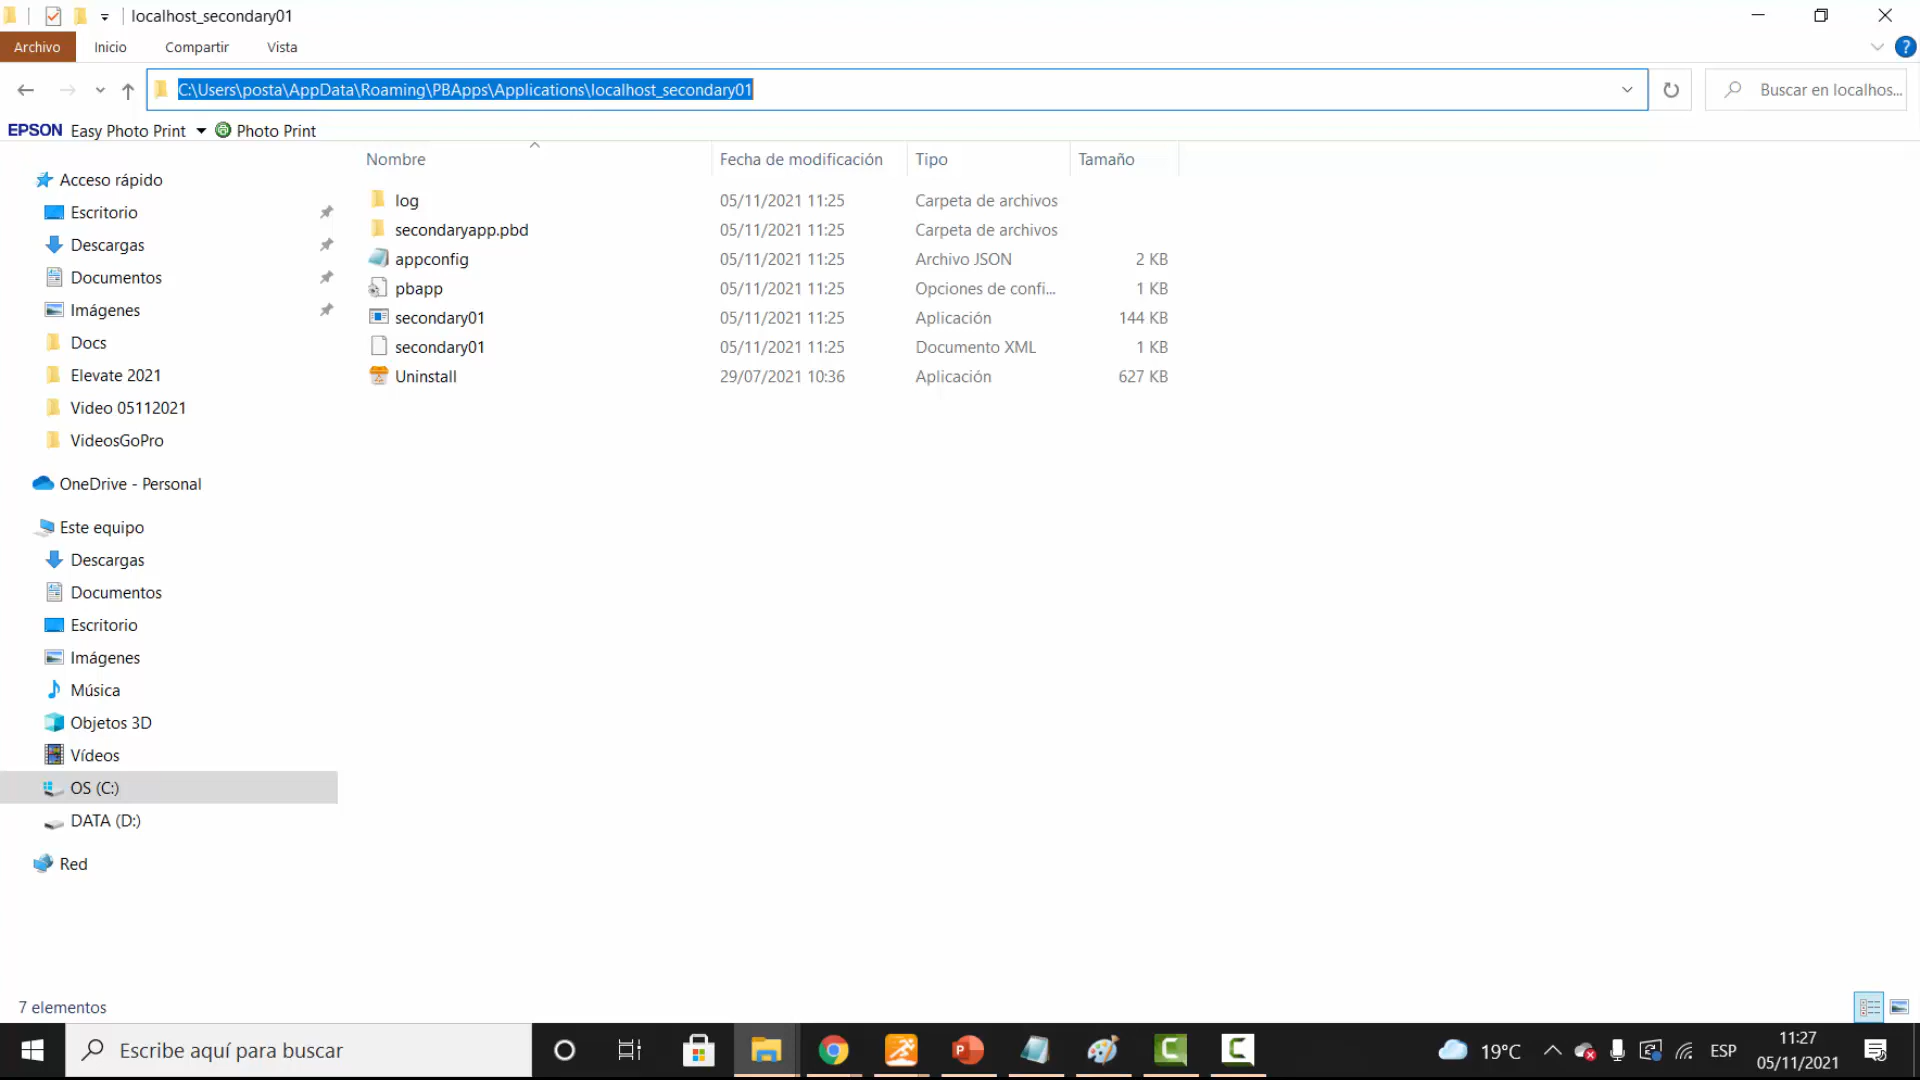 localhost_secondary01
Archivo Inicio Compartir Vista
C:\Users\posta\AppData\Roaming\PBApps\Applications\localhost_secondary01
Buscar en localhos...
EPSON Easy Photo Print Photo Print
Nombre Fecha de modificación Tipo Tamaño
log 05/11/2021 11:25 Carpeta de archivos
secondaryapp.pbd 05/11/2021 11:25 Carpeta de archivos
appconfig 05/11/2021 11:25 Archivo JSON 2 KB
pbapp 05/11/2021 11:25 Opciones de confi... 1 KB
secondary01 05/11/2021 11:25 Aplicación 144 KB
secondary01 05/11/2021 11:25 Documento XML 1 KB
Uninstall 29/07/2021 10:36 Aplicación 627 KB
Acceso rápido
Escritorio
Descargas
Documentos
Imágenes
Docs
Elevate 2021
Video 05112021
VideosGoPro
OneDrive - Personal
Este equipo
Descargas
Documentos
Escritorio
Imágenes
Música
Objetos 3D
Vídeos
OS (C:)
DATA (D:)
Red
7 elementos
Escribe aquí para buscar
19°C
ESP
11:27
05/11/2021